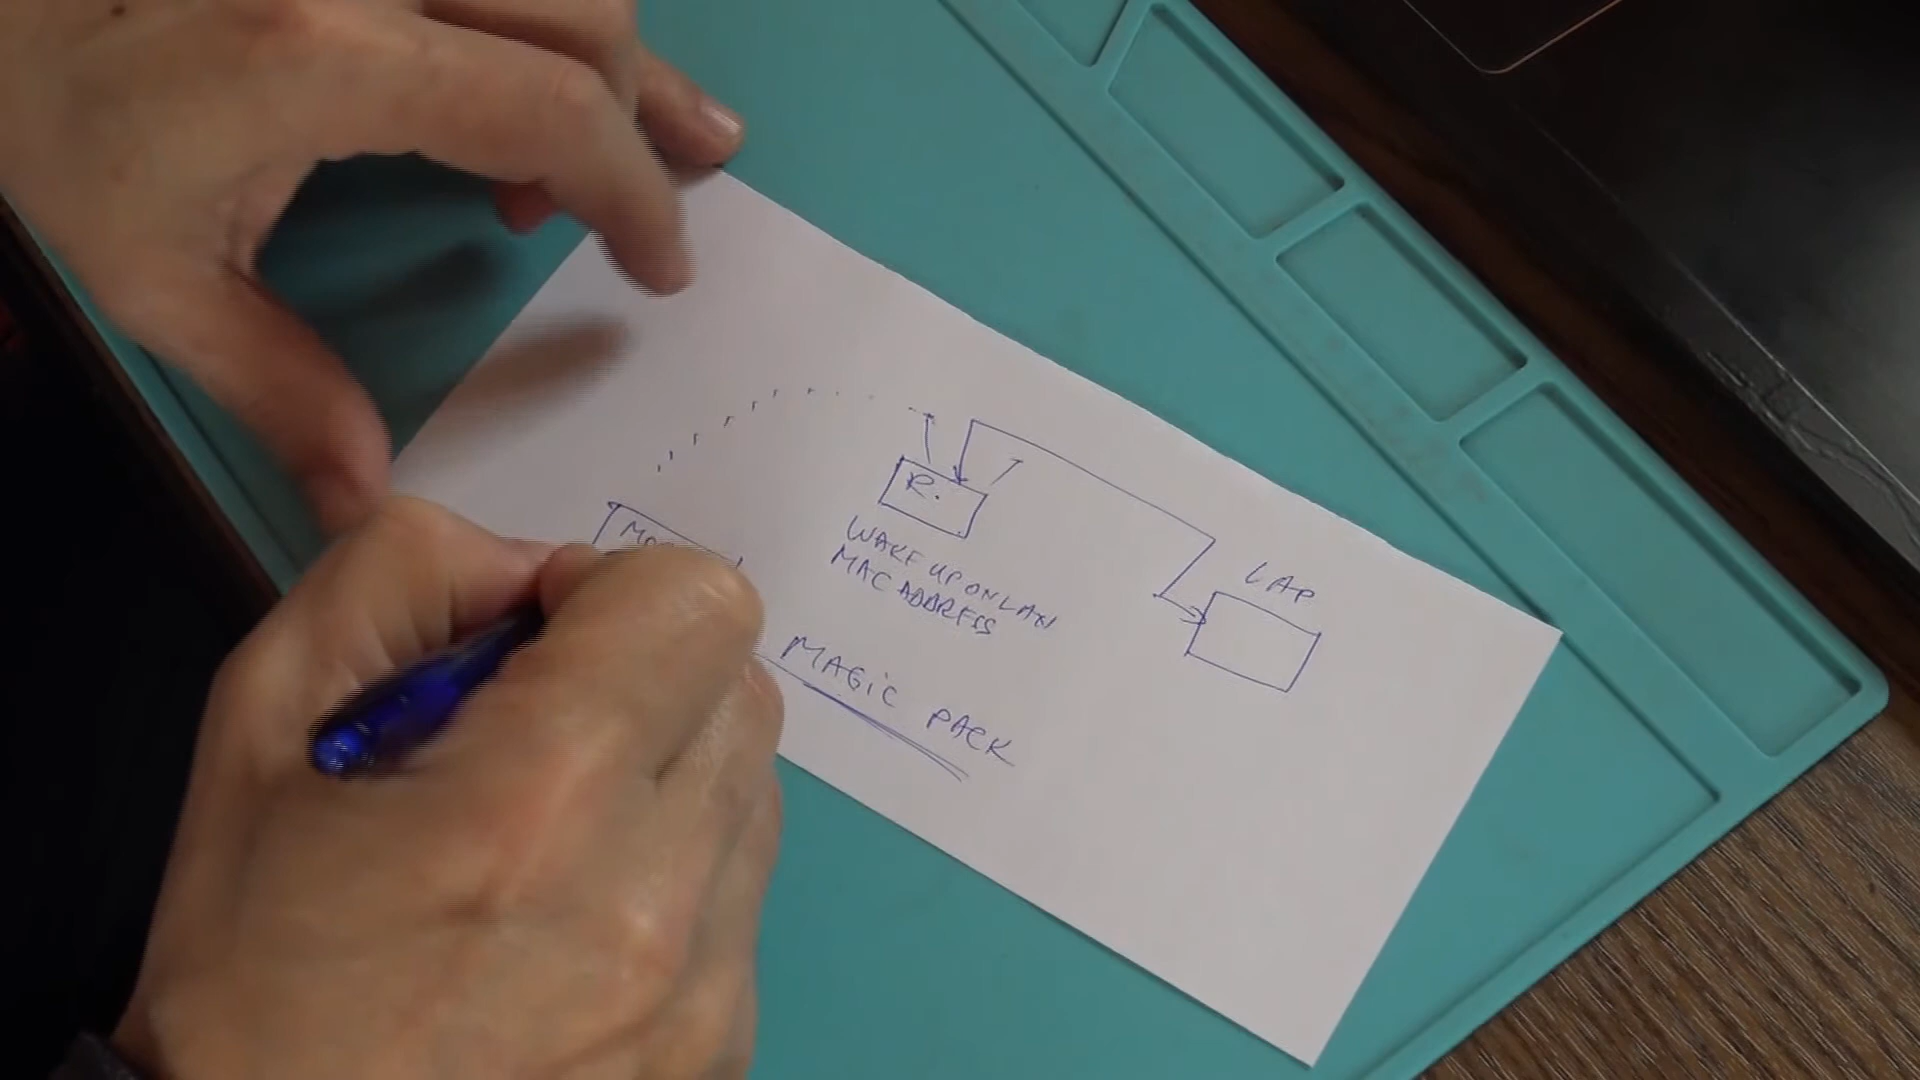 R.
WAKE UP ON LAN
MAC ADDRESS
LAP
MAGiC PACK